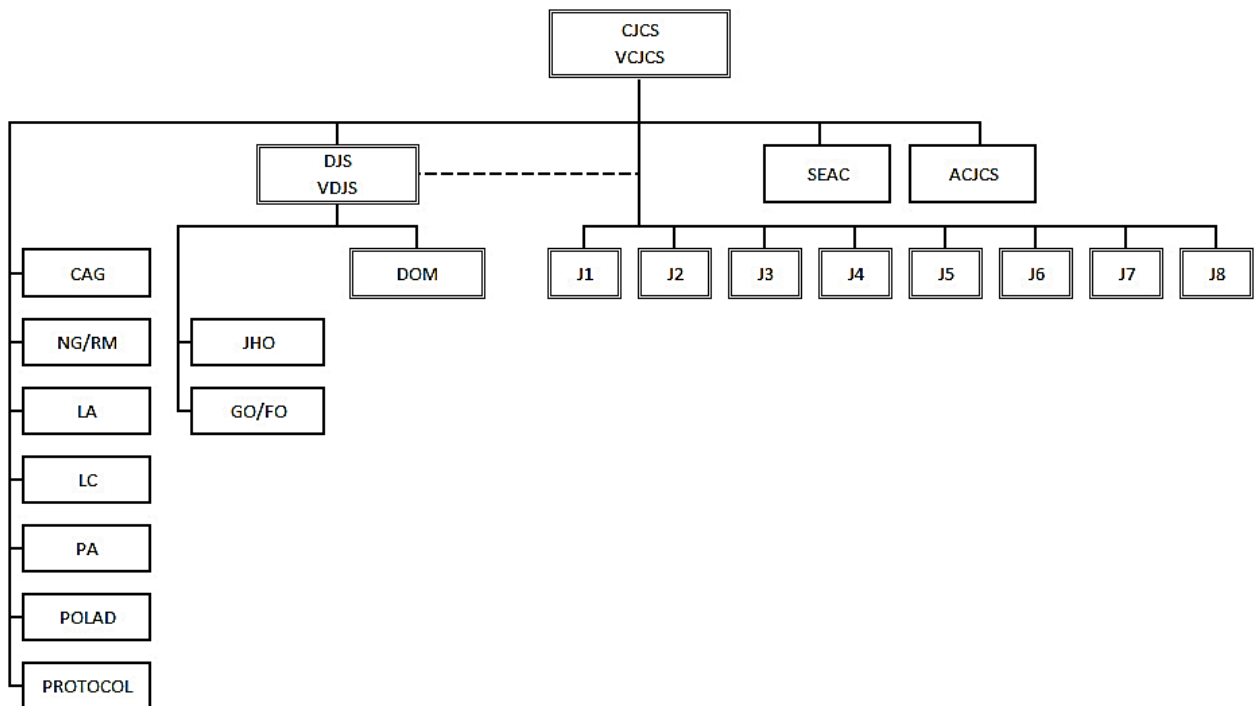 CJCS
VCJCS
DJS
VDJS
SEAC
ACJCS
CAG
DOM
J1
J2
J3
J4
J5
J6
J7
J8
NG/RM
JHO
LA
GO/FO
LC
PA
POLAD
PROTOCOL